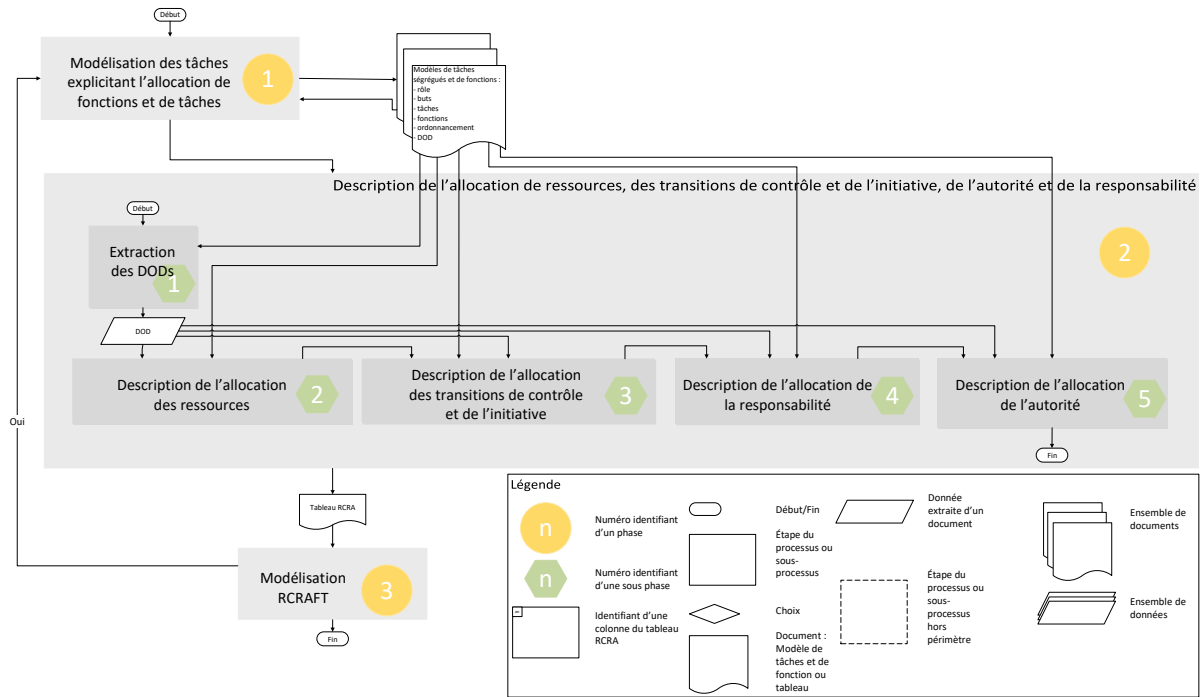 Début
Modélisation des tâches
explicitant l'allocation de
fonctions et de tâches
1
Modèles de tâches
ségrégués et de fonctions :
- rôle
- buts
- tâches
- fonctions
- ordonnancement
- DOD
Description de l'allocation de ressources, des transitions de contrôle et de l'initiative, de l'autorité et de la responsabilité
2
Début
Extraction
des DODs
1
DOD
Description de l'allocation
des ressources
2
Description de l'allocation
des transitions de contrôle
et de l'initiative
3
Description de l'allocation de
la responsabilité
4
Description de l'allocation
de l'autorité
5
Fin
Oui
Tableau RCRA
Modélisation
RCRAFT
3
Fin
Légende
n
Numéro identifiant
d'un phase
n
Numéro identifiant
d'une sous phase
Identifiant d'une
colonne du tableau
RCRA
Début/Fin
Étape du
processus ou
sous-
processus
Choix
Document :
Modèle de
tâches et de
fonction ou
tableau
Donnée
extraite d'un
document
Étape du
processus ou
sous-
processus
hors
périmètre
Ensemble de
documents
Ensemble de
données